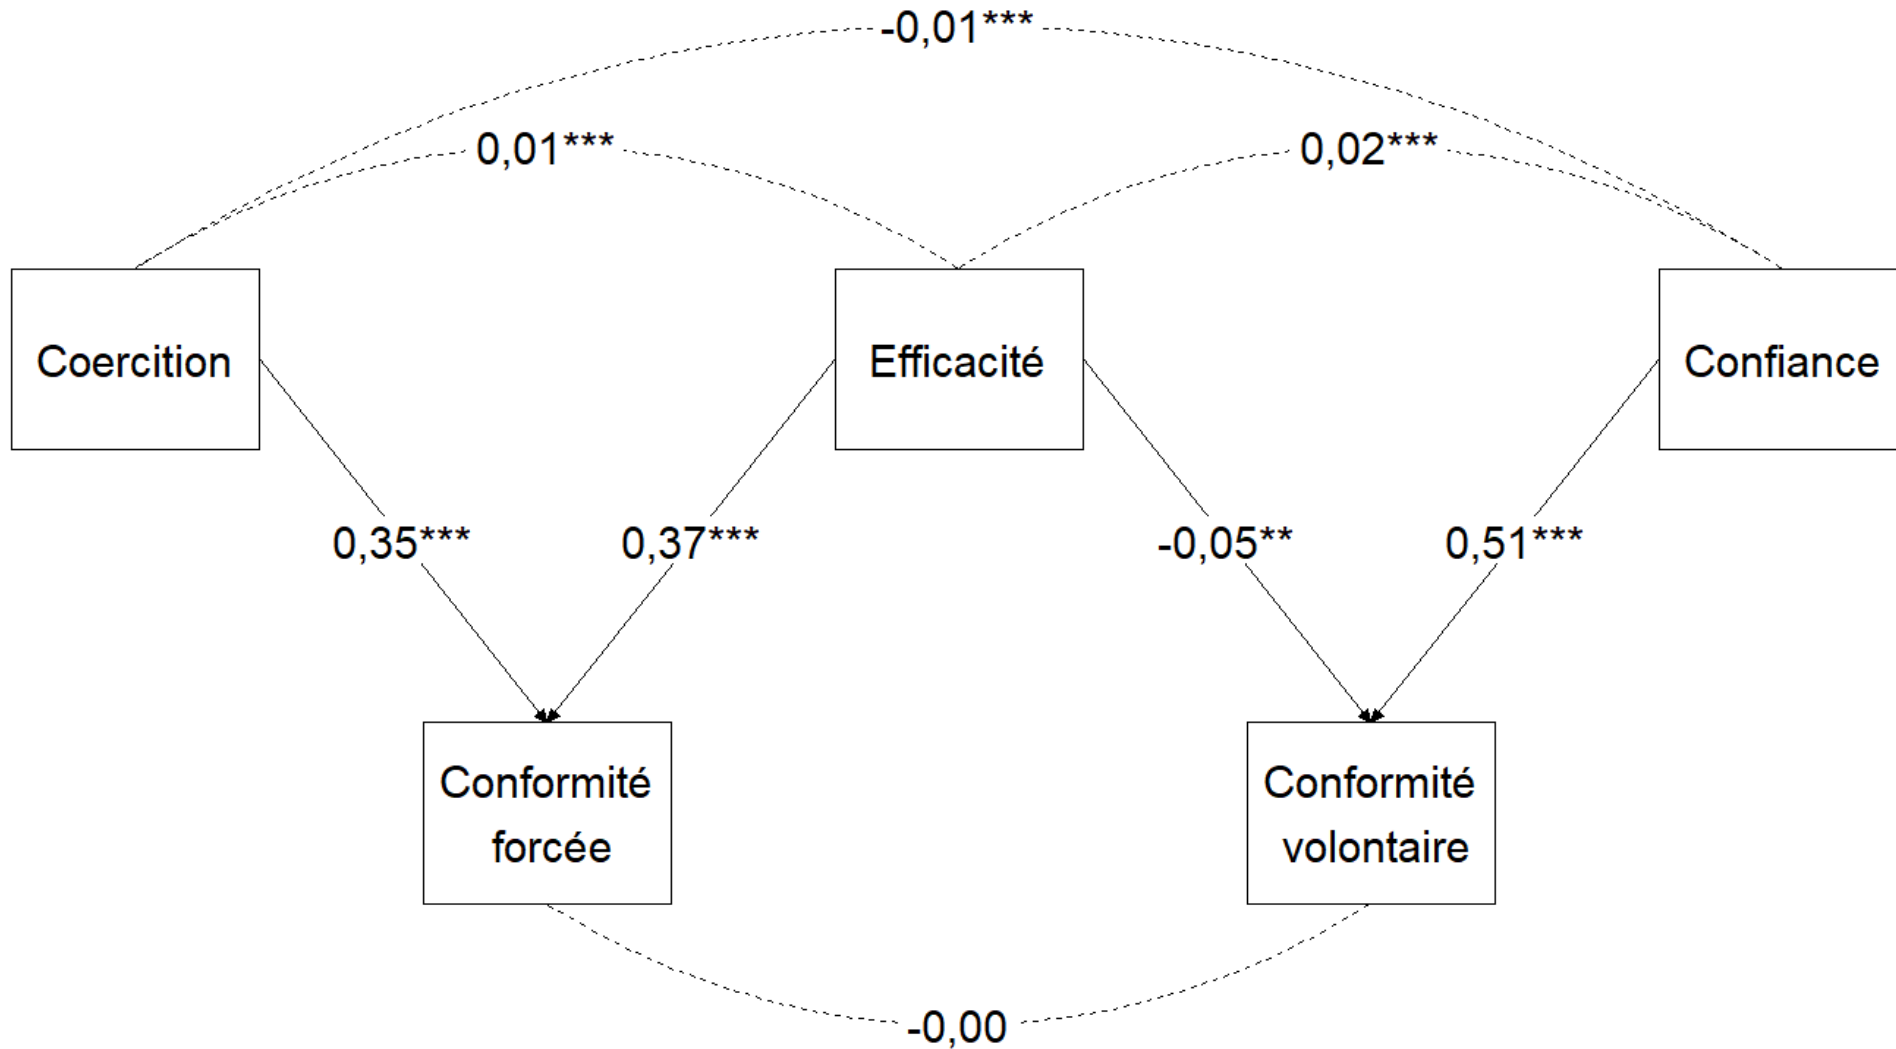 -0,01***
0,01***
0,02***
Coercition
Efficacité
Confiance
0,35***
0,37***
-0,05**
0,51***
Conformité
forcée
Conformité
volontaire
-0,00